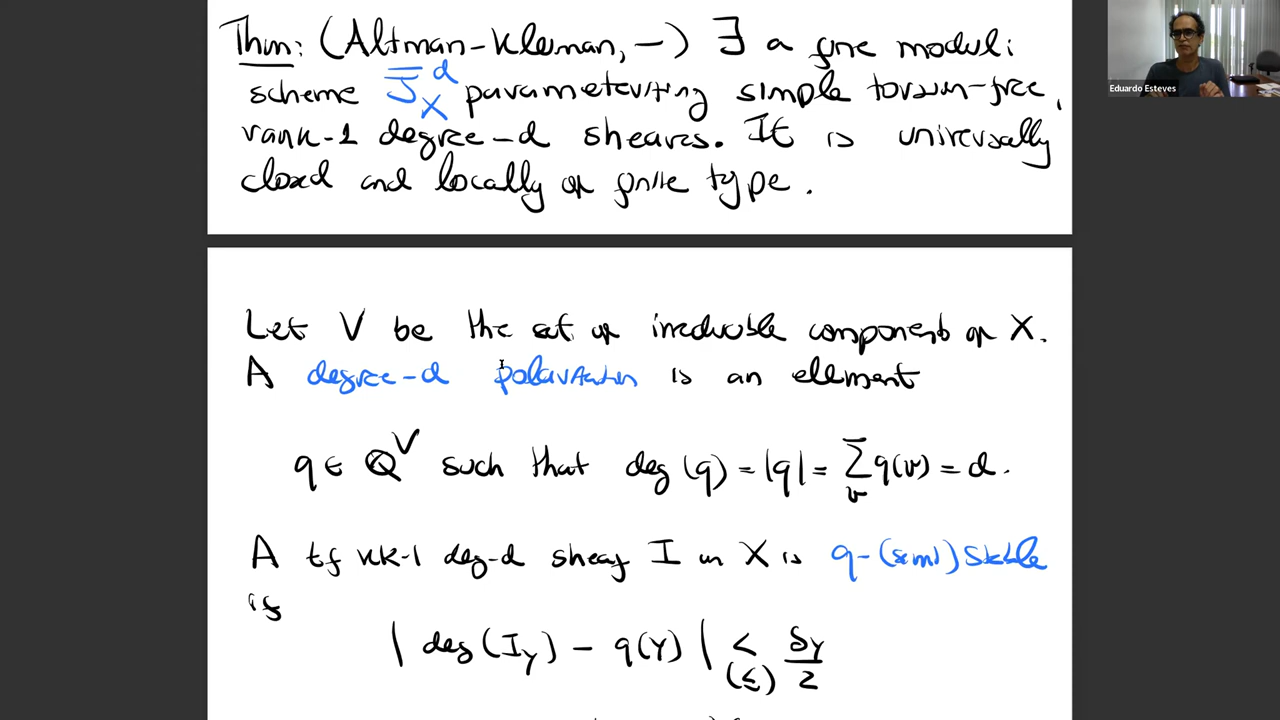 Thm: (Altman-Kleiman, —) ∃ a fine moduli
scheme J̅_X^d parametrizing simple torsion-free,
rank-1 degree-d sheaves. It is universally
closed and locally of finite type.
Eduardo Esteves
Let V be the set of irreducible components of X.
A degree-d polarization is an element
q ∈ Q^V such that deg(q) = |q| = Σ_v q(v) = d.
A tf rk-1 deg-d sheaf I on X is q-(semi)stable
if
| deg(I_Y) - q(Y) | < (≤) δ_Y/2